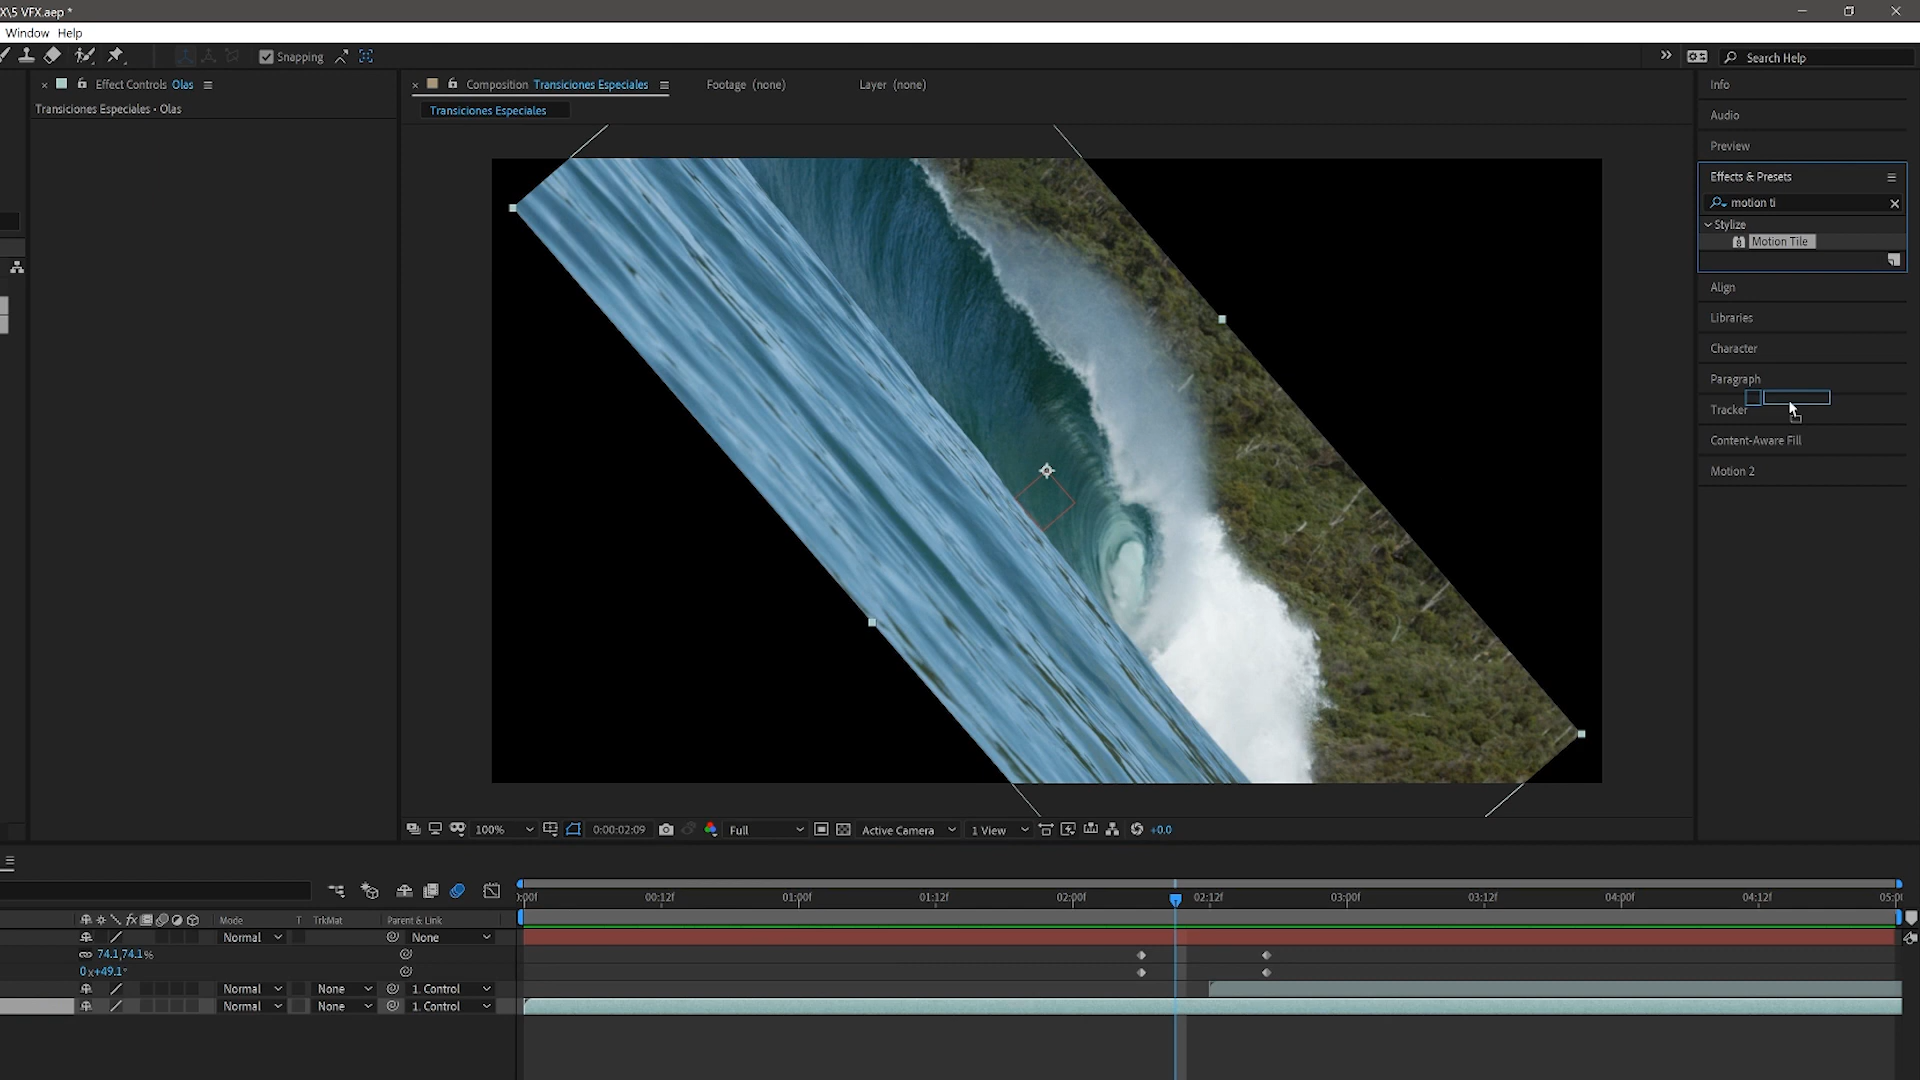 X\5 VFX.aep *
Window Help
Snapping
Search Help
Effect Controls Olas
Transiciones Especiales • Olas
Composition Transiciones Especiales
Footage (none)
Layer (none)
Transiciones Especiales
Info
Audio
Preview
Effects & Presets
motion ti
Stylize
Motion Tile
Align
Libraries
Character
Paragraph
Tracker
Content-Aware Fill
Motion 2
100%
0:00:02:09
Full
Active Camera
1 View
+0.0
:00f 00:12f 01:00f 01:12f 02:00f 02:12f 03:00f 03:12f 04:00f 04:12f 05:0
Mode T TrkMat Parent & Link
Normal None
74.1,74.1%
0x+49.1°
Normal None 1. Control
Normal None 1. Control